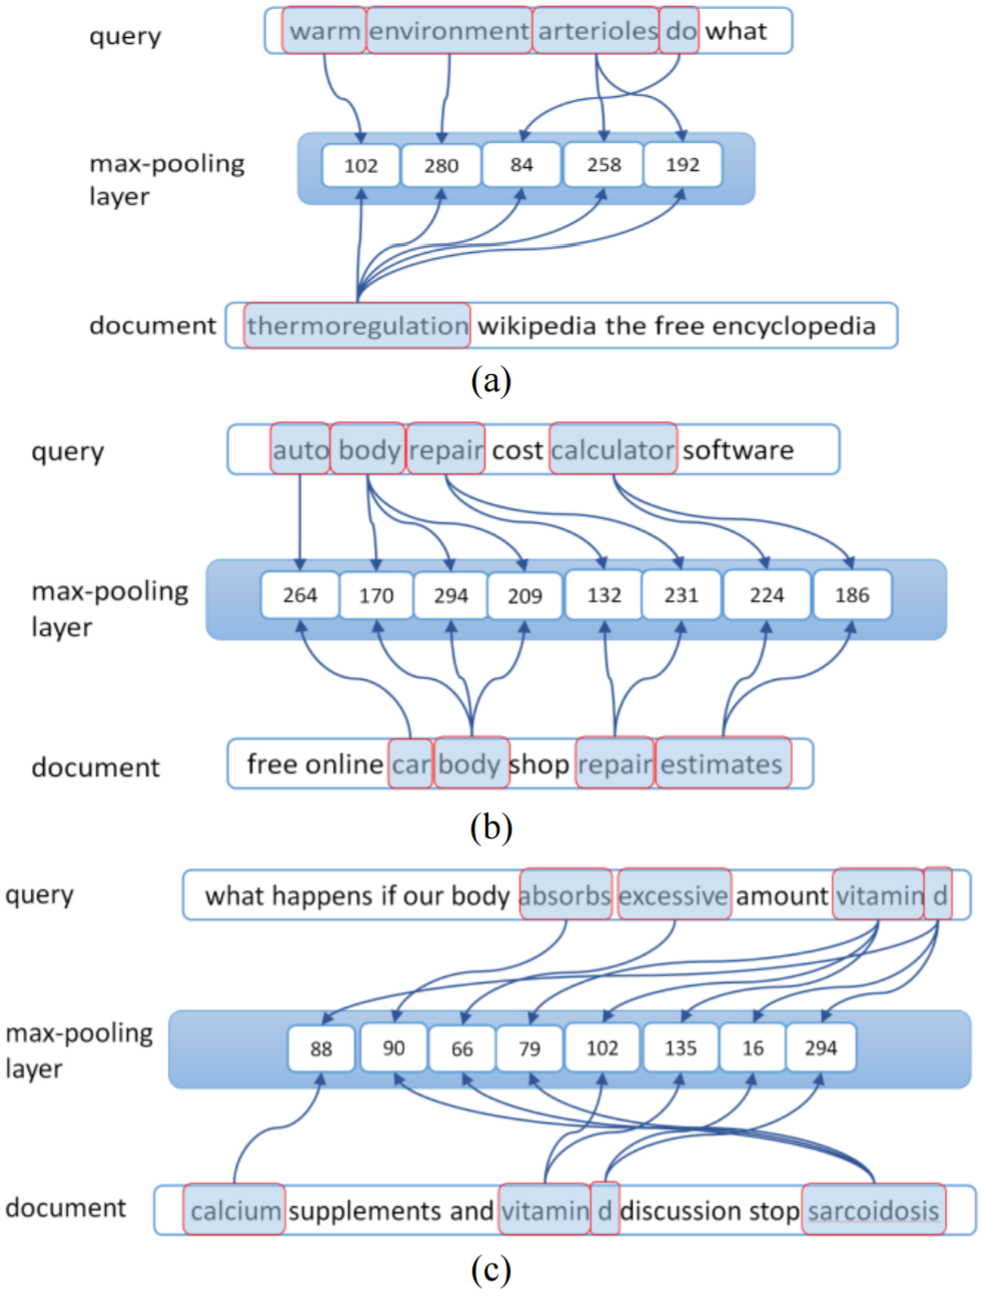 query
warm environment arterioles do what
max-pooling
layer
102 280 84 258 192
document
thermoregulation wikipedia the free encyclopedia
(a)
query
auto body repair cost calculator software
max-pooling
layer
264 170 294 209 132 231 224 186
document
free online car body shop repair estimates
(b)
query
what happens if our body absorbs excessive amount vitamin d
max-pooling
layer
88 90 66 79 102 135 16 294
document
calcium supplements and vitamin d discussion stop sarcoidosis
(c)